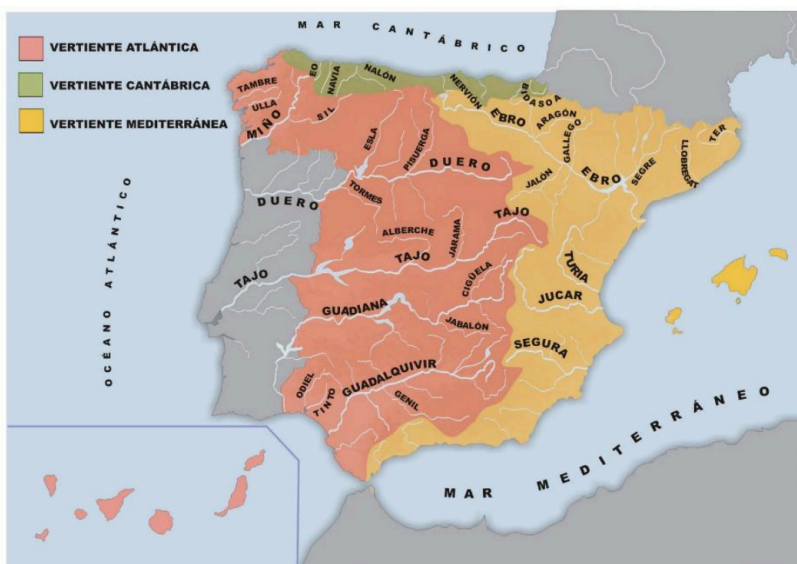 MAR CANTÁBRICO
VERTIENTE ATLÁNTICA
VERTIENTE CANTÁBRICA
VERTIENTE MEDITERRÁNEA
OCÉANO ATLÁNTICO
TAMBRE
ULLA
MIÑO
SIL
EO
NAVIA
NALÓN
NERVIÓN
BIDASOA
EBRO
ARAGÓN
GALLEGO
ESLA
PISUERGA
DUERO
DUERO
TORMES
JALÓN
EBRO
SEGRE
LLOBREGAT
TER
ALBERCHE
JARAMA
TAJO
TAJO
TAJO
CIGÜELA
TURIA
JUCAR
GUADIANA
JABALÓN
SEGURA
ODIEL
TINTO
GUADALQUIVIR
GENIL
MAR MEDITERRÁNEO